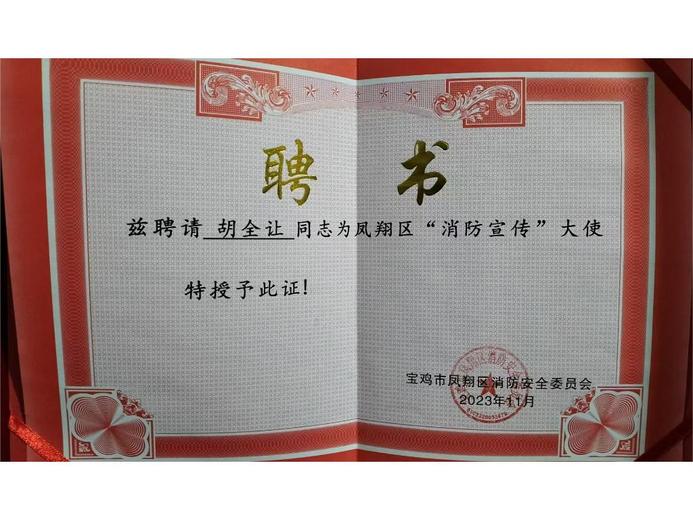 聘 书
兹聘请 胡全让 同志为凤翔区“消防宣传”大使
特授予此证!
宝鸡市凤翔区消防安全委员会
2023年11月